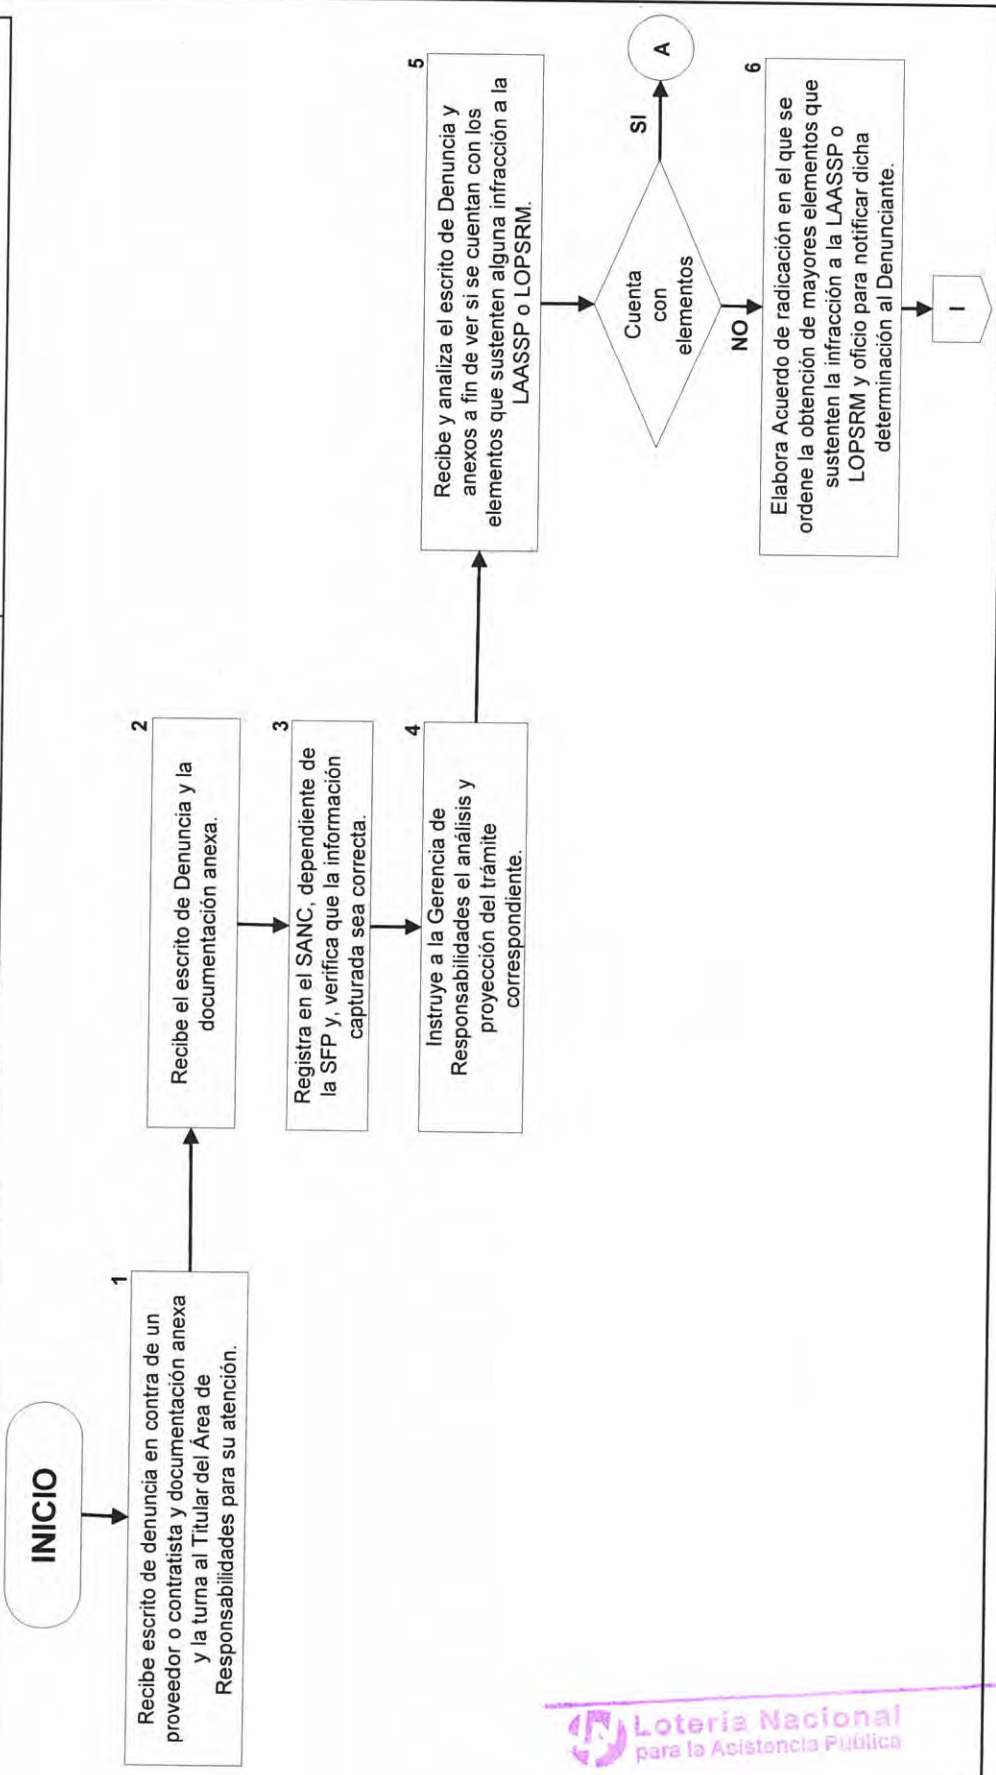 INICIO
1
Recibe escrito de denuncia en contra de un
proveedor o contratista y documentación anexa
y la turna al Titular del Área de
Responsabilidades para su atención.
2
Recibe el escrito de Denuncia y la
documentación anexa.
3
Registra en el SANC, dependiente de
la SFP y, verifica que la información
capturada sea correcta.
4
Instruye a la Gerencia de
Responsabilidades el análisis y
proyección del trámite
correspondiente.
5
Recibe y analiza el escrito de Denuncia y
anexos a fin de ver si se cuentan con los
elementos que sustenten alguna infracción a la
LAASSP o LOPSRM.
Cuenta
con
elementos
SI
A
NO
6
Elabora Acuerdo de radicación en el que se
ordene la obtención de mayores elementos que
sustenten la infracción a la LAASSP o
LOPSRM y oficio para notificar dicha
determinación al Denunciante.
I
Lotería Nacional
para la Asistencia Pública